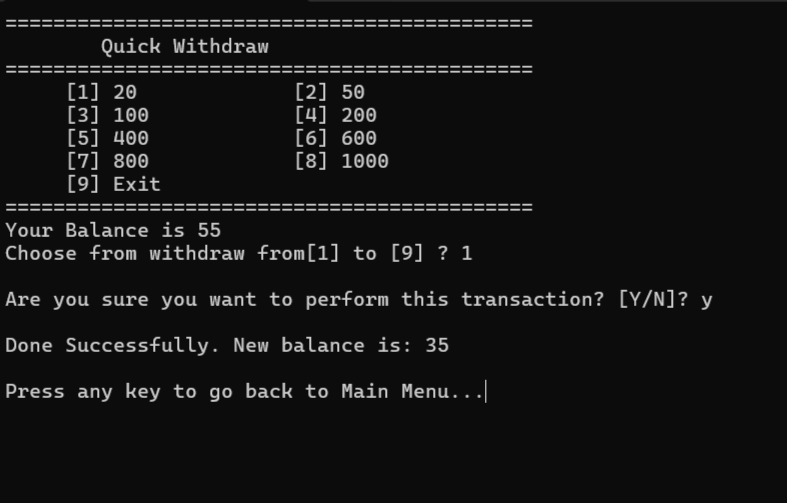 ============================================
Quick Withdraw
============================================
[1] 20 [2] 50
[3] 100 [4] 200
[5] 400 [6] 600
[7] 800 [8] 1000
[9] Exit
============================================
Your Balance is 55
Choose from withdraw from[1] to [9] ? 1
Are you sure you want to perform this transaction? [Y/N]? y
Done Successfully. New balance is: 35
Press any key to go back to Main Menu...